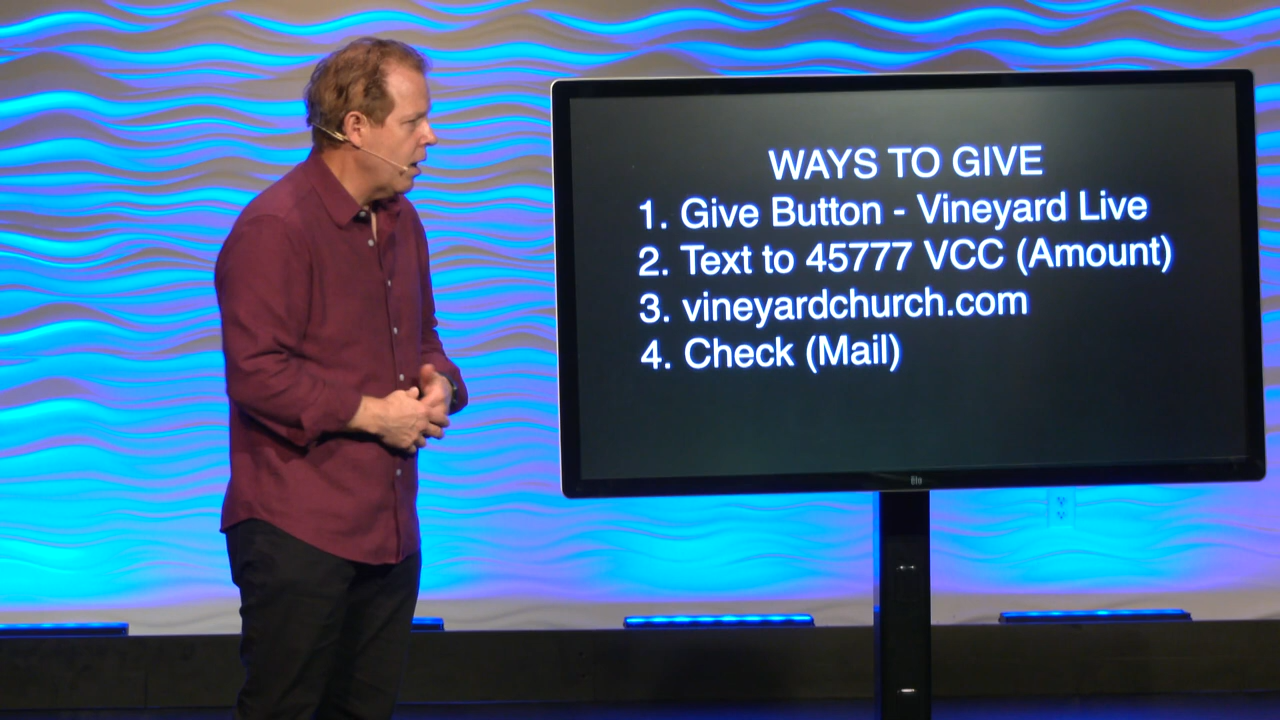 WAYS TO GIVE
1. Give Button - Vineyard Live
2. Text to 45777 VCC (Amount)
3. vineyardchurch.com
4. Check (Mail)
elo